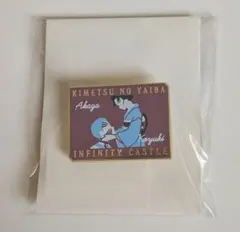 KIMETSU NO YAIBA
Akaza
Koyuki
INFINITY CASTLE